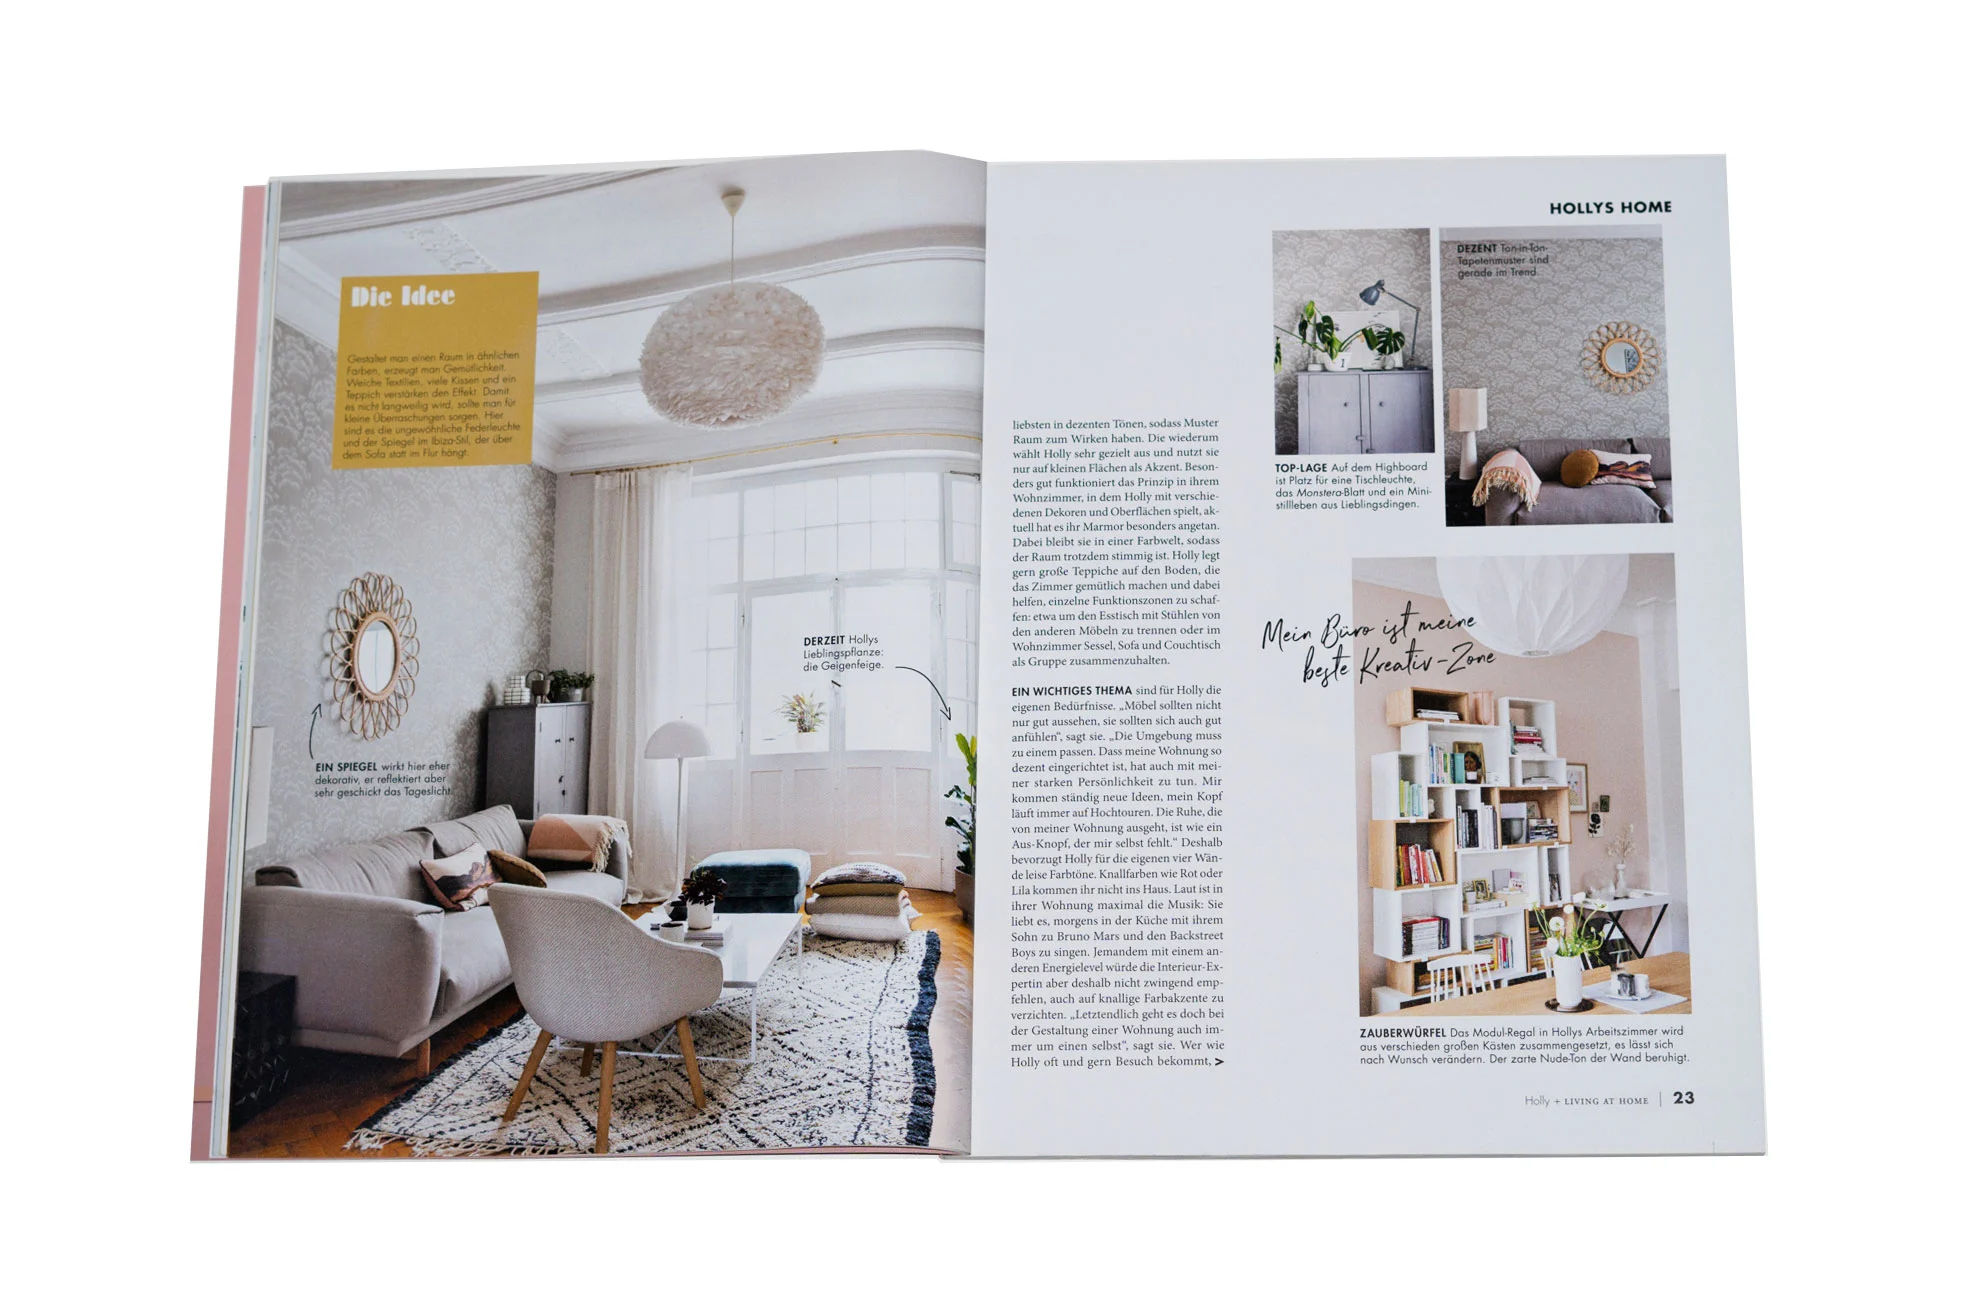 Die Idee
Gestaltet man einen Raum in ähnlichen
Farben, erzeugt man Gemütlichkeit.
Weiche Textilien, viele Kissen und ein
Teppich verstärken den Effekt. Damit
es nicht langweilig wird, sollte man für
kleine Überraschungen sorgen. Hier
sind es die ungewöhnliche Federleuchte
und der Spiegel im Ibiza-Stil, der über
dem Sofa statt im Flur hängt.
DERZEIT Hollys
Lieblingspflanze:
die Geigenfeige.
EIN SPIEGEL wirkt hier eher
dekorativ, er reflektiert aber
sehr geschickt das Tageslicht.
HOLLYS HOME
liebsten in dezenten Tönen, sodass Muster
Raum zum Wirken haben. Die wiederum
wählt Holly sehr gezielt aus und nutzt sie
nur auf kleinen Flächen als Akzent. Beson-
ders gut funktioniert das Prinzip in ihrem
Wohnzimmer, in dem Holly mit verschie-
denen Dekoren und Oberflächen spielt, ak-
tuell hat es ihr Marmor besonders angetan.
Dabei bleibt sie in einer Farbwelt, sodass
der Raum trotzdem stimmig ist. Holly legt
gern große Teppiche auf den Boden, die
das Zimmer gemütlich machen und dabei
helfen, einzelne Funktionszonen zu schaf-
fen: etwa um den Esstisch mit Stühlen von
den anderen Möbeln zu trennen oder im
Wohnzimmer Sessel, Sofa und Couchtisch
als Gruppe zusammenzuhalten.
EIN WICHTIGES THEMA sind für Holly die
eigenen Bedürfnisse. „Möbel sollten nicht
nur gut aussehen, sie sollten sich auch gut
anfühlen“, sagt sie. „Die Umgebung muss
zu einem passen. Dass meine Wohnung so
dezent eingerichtet ist, hat auch mit mei-
ner starken Persönlichkeit zu tun. Mir
kommen ständig neue Ideen, mein Kopf
läuft immer auf Hochtouren. Die Ruhe, die
von meiner Wohnung ausgeht, ist wie ein
Aus-Knopf, der mir selbst fehlt.“ Deshalb
bevorzugt Holly für die eigenen vier Wän-
de leise Farbtöne. Knallfarben wie Rot oder
Lila kommen ihr nicht ins Haus. Laut ist in
ihrer Wohnung maximal die Musik: Sie
liebt es, morgens in der Küche mit ihrem
Sohn zu Bruno Mars und den Backstreet
Boys zu singen. Jemandem mit einem an-
deren Energielevel würde die Interieur-Ex-
pertin aber deshalb nicht zwingend emp-
fehlen, auch auf knallige Farbakzente zu
verzichten. „Letztendlich geht es doch bei
der Gestaltung einer Wohnung auch im-
mer um einen selbst“, sagt sie. Wer wie
Holly oft und gern Besuch bekommt, >
TOP-LAGE Auf dem Highboard
ist Platz für eine Tischleuchte,
das Monstera-Blatt und ein Mini-
stillleben aus Lieblingsdingen.
DEZENT Ton-in-Ton-
Tapetenmuster sind
gerade im Trend.
Mein Büro ist meine
beste Kreativ-Zone
ZAUBERWÜRFEL Das Modul-Regal in Hollys Arbeitszimmer wird
aus verschieden großen Kästen zusammengesetzt, es lässt sich
nach Wunsch verändern. Der zarte Nude-Ton der Wand beruhigt.
Holly + LIVING AT HOME | 23